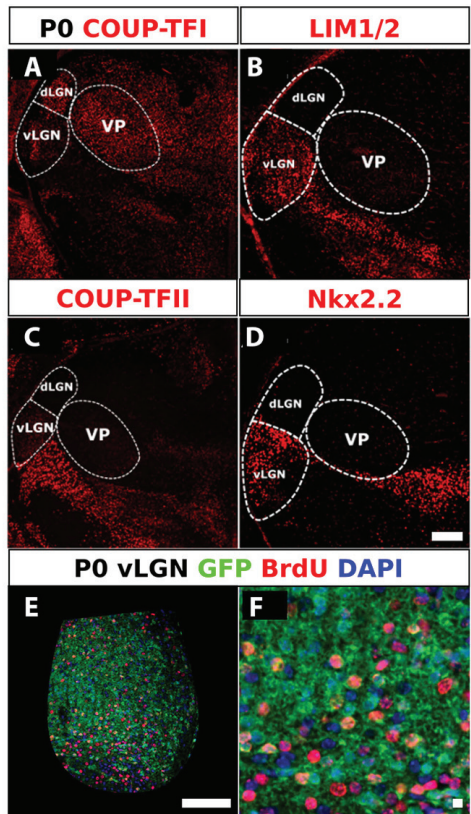 P0 COUP-TFI
LIM1/2
A
dLGN
vLGN
VP
B
dLGN
vLGN
VP
COUP-TFII
Nkx2.2
C
dLGN
vLGN
VP
D
dLGN
vLGN
VP
P0 vLGN GFP BrdU DAPI
E
F